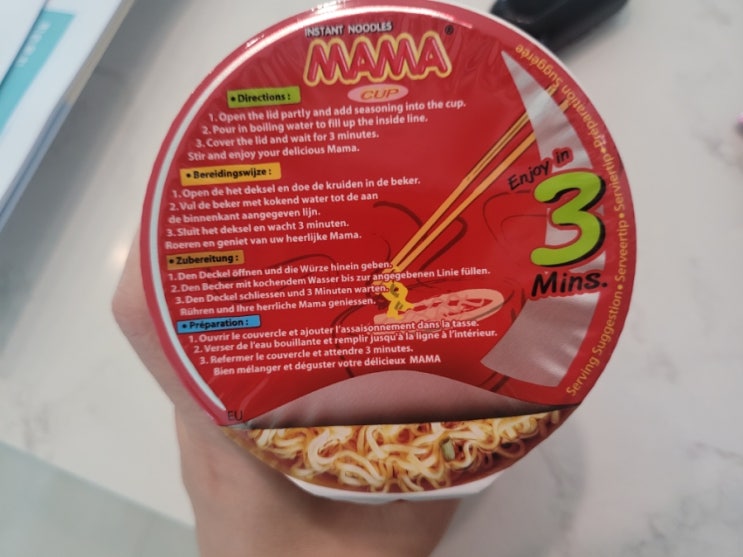 INSTANT NOODLES
MAMA®
CUP
• Directions :
1. Open the lid partly and add seasoning into the cup.
2. Pour in boiling water to fill up the inside line.
3. Cover the lid and wait for 3 minutes.
Stir and enjoy your delicious Mama.
• Bereidingswijze :
1. Open de het deksel en doe de kruiden in de beker.
2. Vul de beker met kokend water tot de aan
de binnenkant aangegeven lijn.
3. Sluit het deksel en wacht 3 minuten.
Roeren en geniet van uw heerlijke Mama.
• Zubereitung :
1. Den Deckel öffnen und die Würze hinein geben.
2. Den Becher mit kochendem Wasser bis zur angegebenen Linie füllen.
3. Den Deckel schliessen und 3 Minuten warten.
Rühren und Ihre herrliche Mama geniessen.
• Préparation :
1. Ouvrir le couvercle et ajouter l'assaisonnement dans la tasse.
2. Verser de l'eau bouillante et remplir jusqu'à la ligne à l'intérieur.
3. Refermer le couvercle et attendre 3 minutes.
Bien mélanger et déguster votre délicieux MAMA
EU
Enjoy in
3
Mins.
Serving Suggestion • Serveertip • Serviertip • Préparation Suggérée